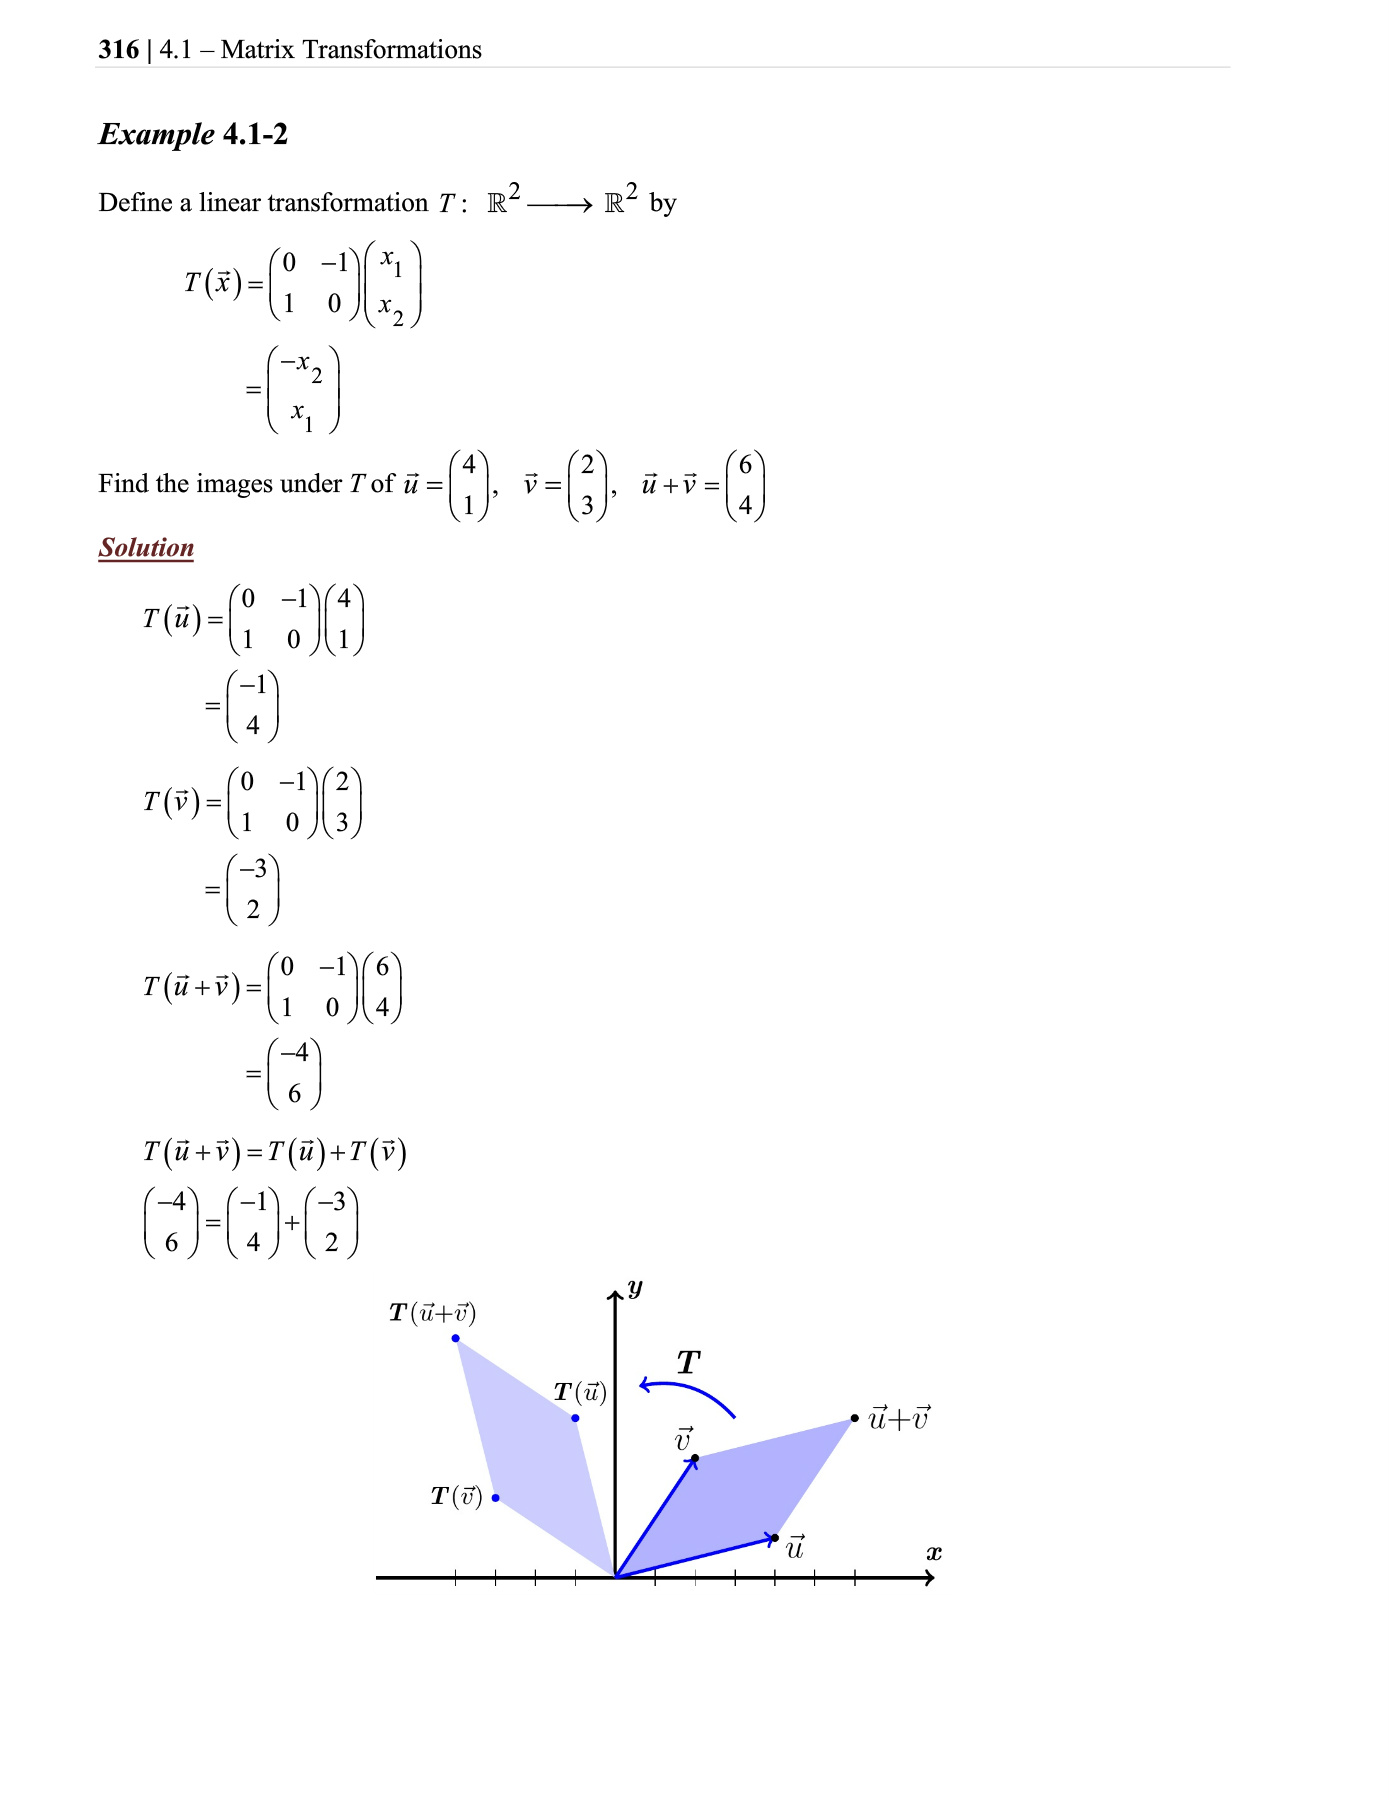 316 | 4.1 – Matrix Transformations
Example 4.1-2
Define a linear transformation T : ℝ² ⟶ ℝ² by
T(x⃗) = (0 −1; 1 0)(x₁; x₂)
= (−x₂; x₁)
Find the images under T of u⃗ = (4; 1), v⃗ = (2; 3), u⃗ + v⃗ = (6; 4)
Solution
T(u⃗) = (0 −1; 1 0)(4; 1)
= (−1; 4)
T(v⃗) = (0 −1; 1 0)(2; 3)
= (−3; 2)
T(u⃗ + v⃗) = (0 −1; 1 0)(6; 4)
= (−4; 6)
T(u⃗ + v⃗) = T(u⃗) + T(v⃗)
(−4; 6) = (−1; 4) + (−3; 2)
y
T(u⃗+v⃗)
T
T(u⃗)
u⃗+v⃗
v⃗
T(v⃗)
u⃗
x